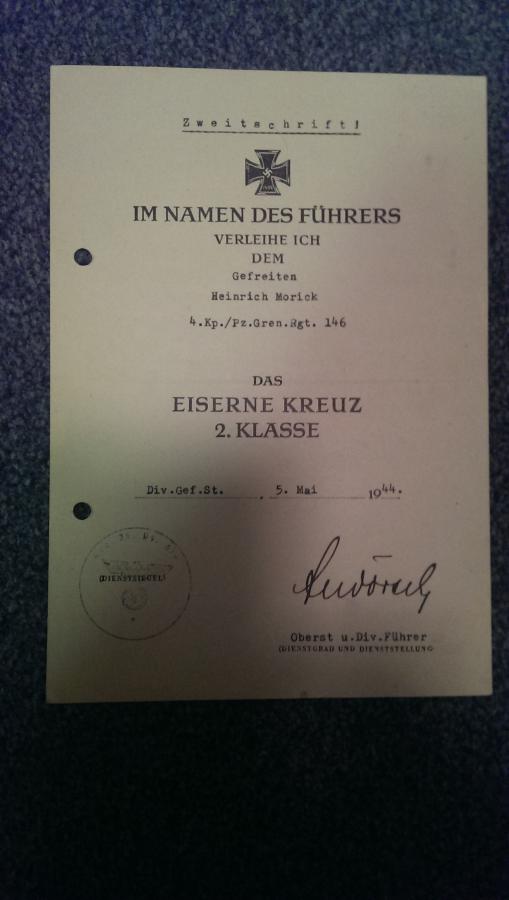 Zweitschrift!
IM NAMEN DES FÜHRERS
VERLEIHE ICH
DEM
Gefreiten
Heinrich Morick
4.Kp./Pz.Gren.Rgt. 146
DAS
EISERNE KREUZ
2. KLASSE
Div.Gef.St. , 5. Mai 1944.
(DIENSTSIEGEL)
Oberst u.Div.Führer
(DIENSTGRAD UND DIENSTSTELLUNG)